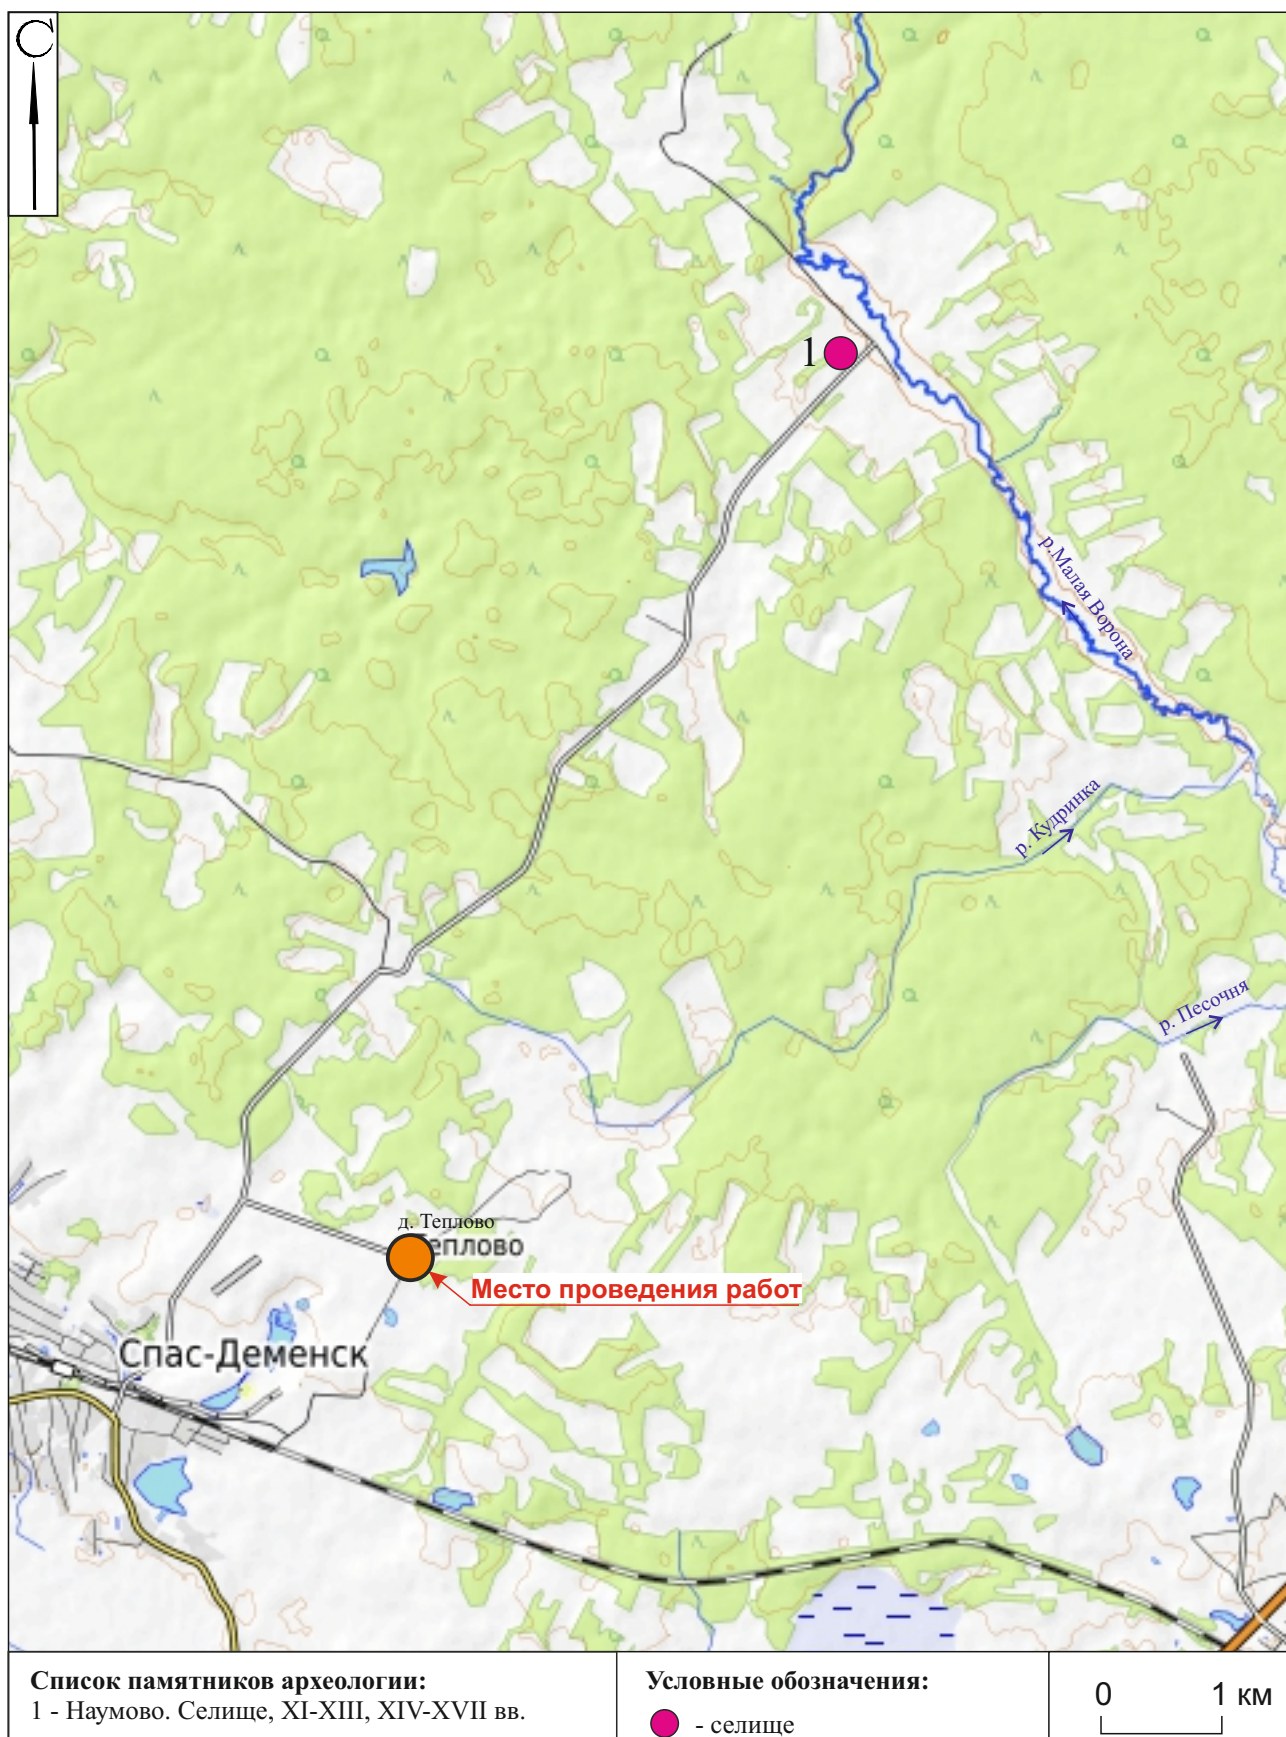 С
1
р.Малая Ворона
р. Кудринка
р. Песочня
д. Теплово
еплово
Место проведения работ
Спас-Деменск
Список памятников археологии:
1 - Наумово. Селище, XI-XIII, XIV-XVII вв.
Условные обозначения:
- селище
0 1 км